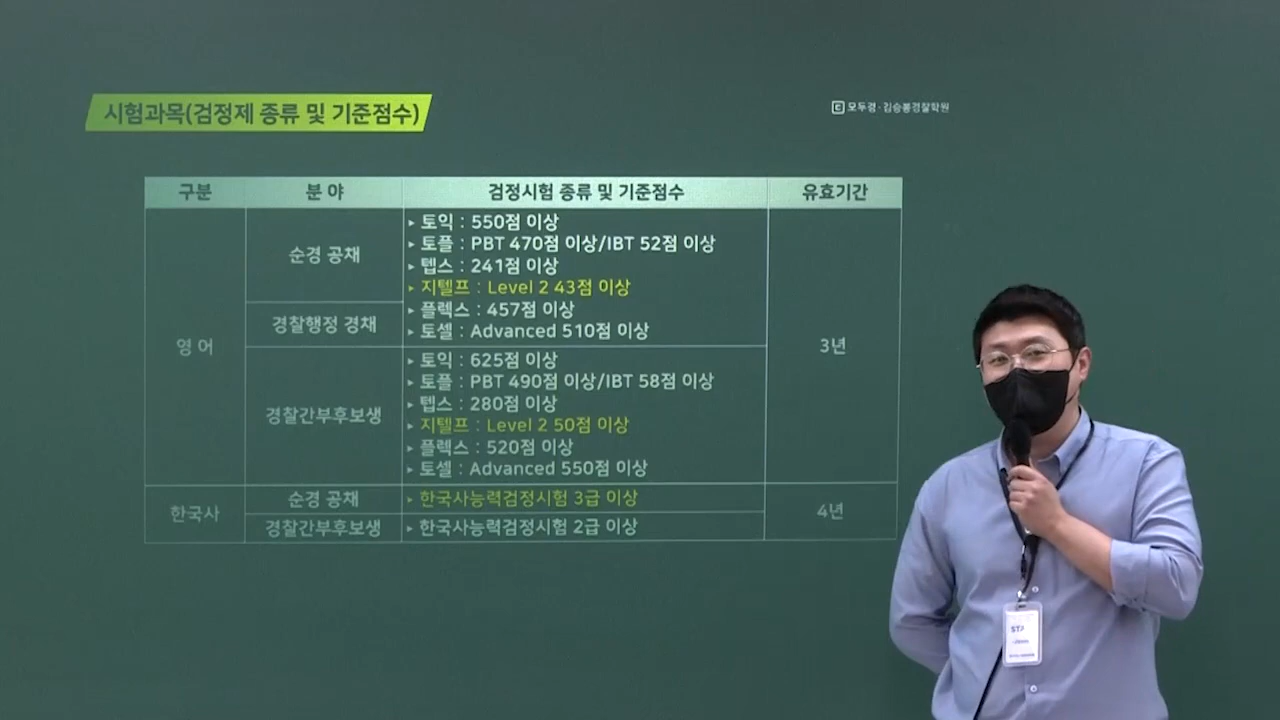 시험과목(검정제 종류 및 기준점수)
모두경·김승봉경찰학원
구분 분 야 검정시험 종류 및 기준점수 유효기간
영 어
순경 공채
경찰행정 경채
▸ 토익 : 550점 이상
▸ 토플 : PBT 470점 이상/IBT 52점 이상
▸ 텝스 : 241점 이상
▸ 지텔프 : Level 2 43점 이상
▸ 플렉스 : 457점 이상
▸ 토셀 : Advanced 510점 이상
3년
경찰간부후보생
▸ 토익 : 625점 이상
▸ 토플 : PBT 490점 이상/IBT 58점 이상
▸ 텝스 : 280점 이상
▸ 지텔프 : Level 2 50점 이상
▸ 플렉스 : 520점 이상
▸ 토셀 : Advanced 550점 이상
한국사
순경 공채 ▸ 한국사능력검정시험 3급 이상
4년
경찰간부후보생 ▸ 한국사능력검정시험 2급 이상